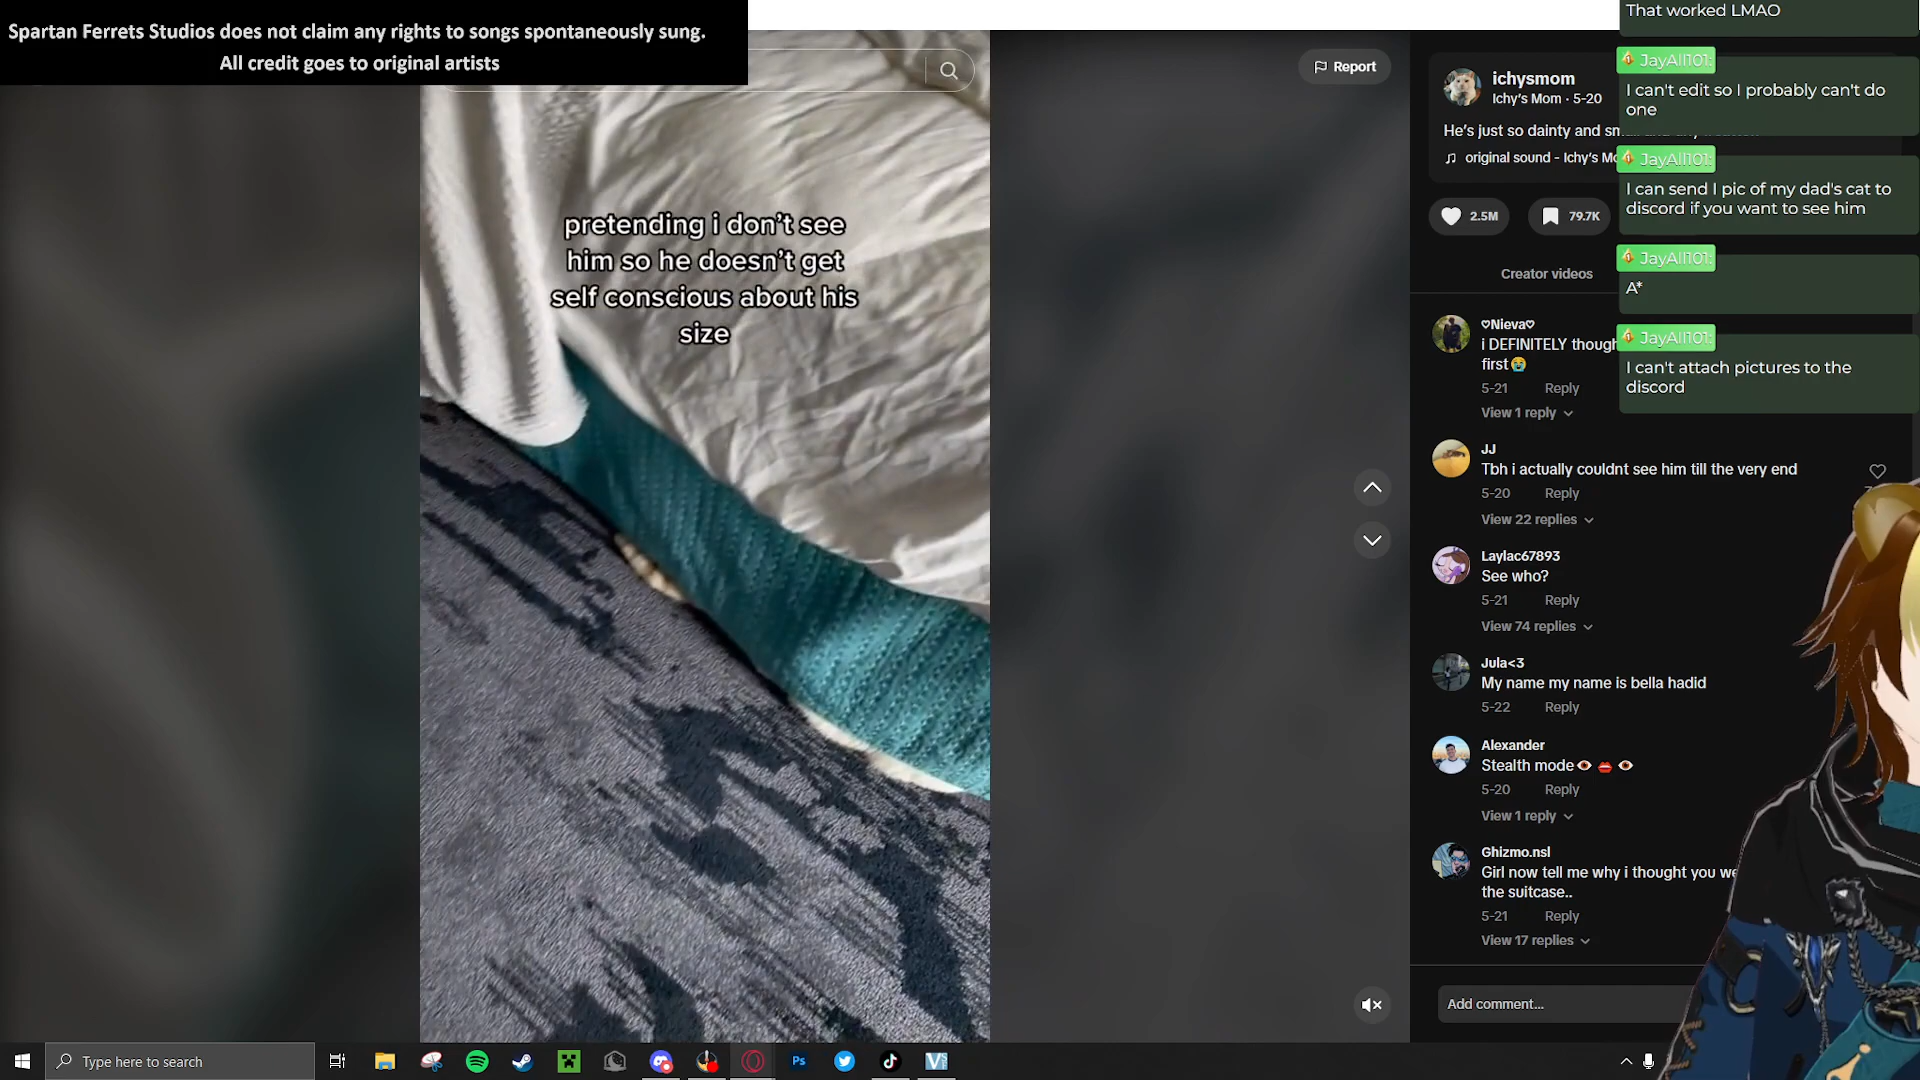 Spartan Ferrets Studios does not claim any rights to songs spontaneously sung.
All credit goes to original artists
Report
pretending i don't see
him so he doesn't get
self conscious about his
size
ichysmom
Ichy's Mom · 5-20
He's just so dainty and
original sound - Ichy's
2.5M
79.7K
Creator videos
♡Nieva♡
i DEFINITELY
first😭
5-21 Reply
View 1 reply
JJ
Tbh i actually couldnt see him till the very end
5-20 Reply
View 22 replies
Laylac67893
See who?
5-21 Reply
View 74 replies
Jula<3
My name my name is bella hadid
5-22 Reply
Alexander
Stealth mode👁️👄👁️
5-20 Reply
View 1 reply
Ghizmo.nsl
Girl now tell me why i thought you
the suitcase..
5-21 Reply
View 17 replies
Add comment...
That worked LMAO
JayAll101:
I can't edit so I probably can't do
one
JayAll101:
I can send I pic of my dad's cat to
discord if you want to see him
JayAll101:
A*
JayAll101:
I can't attach pictures to the
discord
Type here to search
Ps